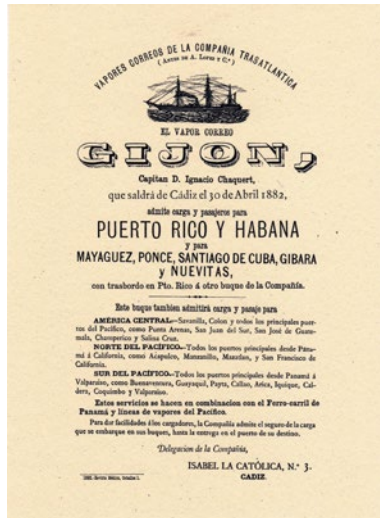 VAPORES CORREOS DE LA COMPAÑIA TRASATLANTICA
(ANTES DE A. LOPEZ Y C.ª)
EL VAPOR CORREO
GIJON,
Capitan D. Ignacio Chaquert,
que saldrá de Cádiz el 30 de Abril 1882,
admite carga y pasajeros para
PUERTO RICO Y HABANA
y para
MAYAGUEZ, PONCE, SANTIAGO DE CUBA, GIBARA
y NUEVITAS,
con trasbordo en Pto. Rico á otro buque de la Compañía.
Este buque tambien admitirá carga y pasaje para
AMÉRICA CENTRAL.—Savanilla, Colon y todos los principales puer-
tos del Pacífico, como Punta Arenas, San Juan del Sur, San José de Guate-
mala, Champerico y Salina Cruz.
NORTE DEL PACÍFICO.—Todos los puertos principales desde Pana-
má á California, como Acapulco, Manzanillo, Mazatlan, y San Francisco de
California.
SUR DEL PACÍFICO.—Todos los puertos principales desde Panamá á
Valparaiso, como Buenaventura, Guayaquil, Payta, Callao, Arica, Iquique, Cal-
dera, Coquimbo y Valparaiso.
Estos servicios se hacen en combinacion con el Ferro-carril de
Panamá y líneas de vapores del Pacífico.
Para dar facilidades á los cargadores, la Compañía admite el seguro de la carga
que se embarque en sus buques, hasta la entrega en el puerto de su destino.
Delegacion de la Compañía,
ISABEL LA CATÓLICA, N.º 3.
CADIZ.